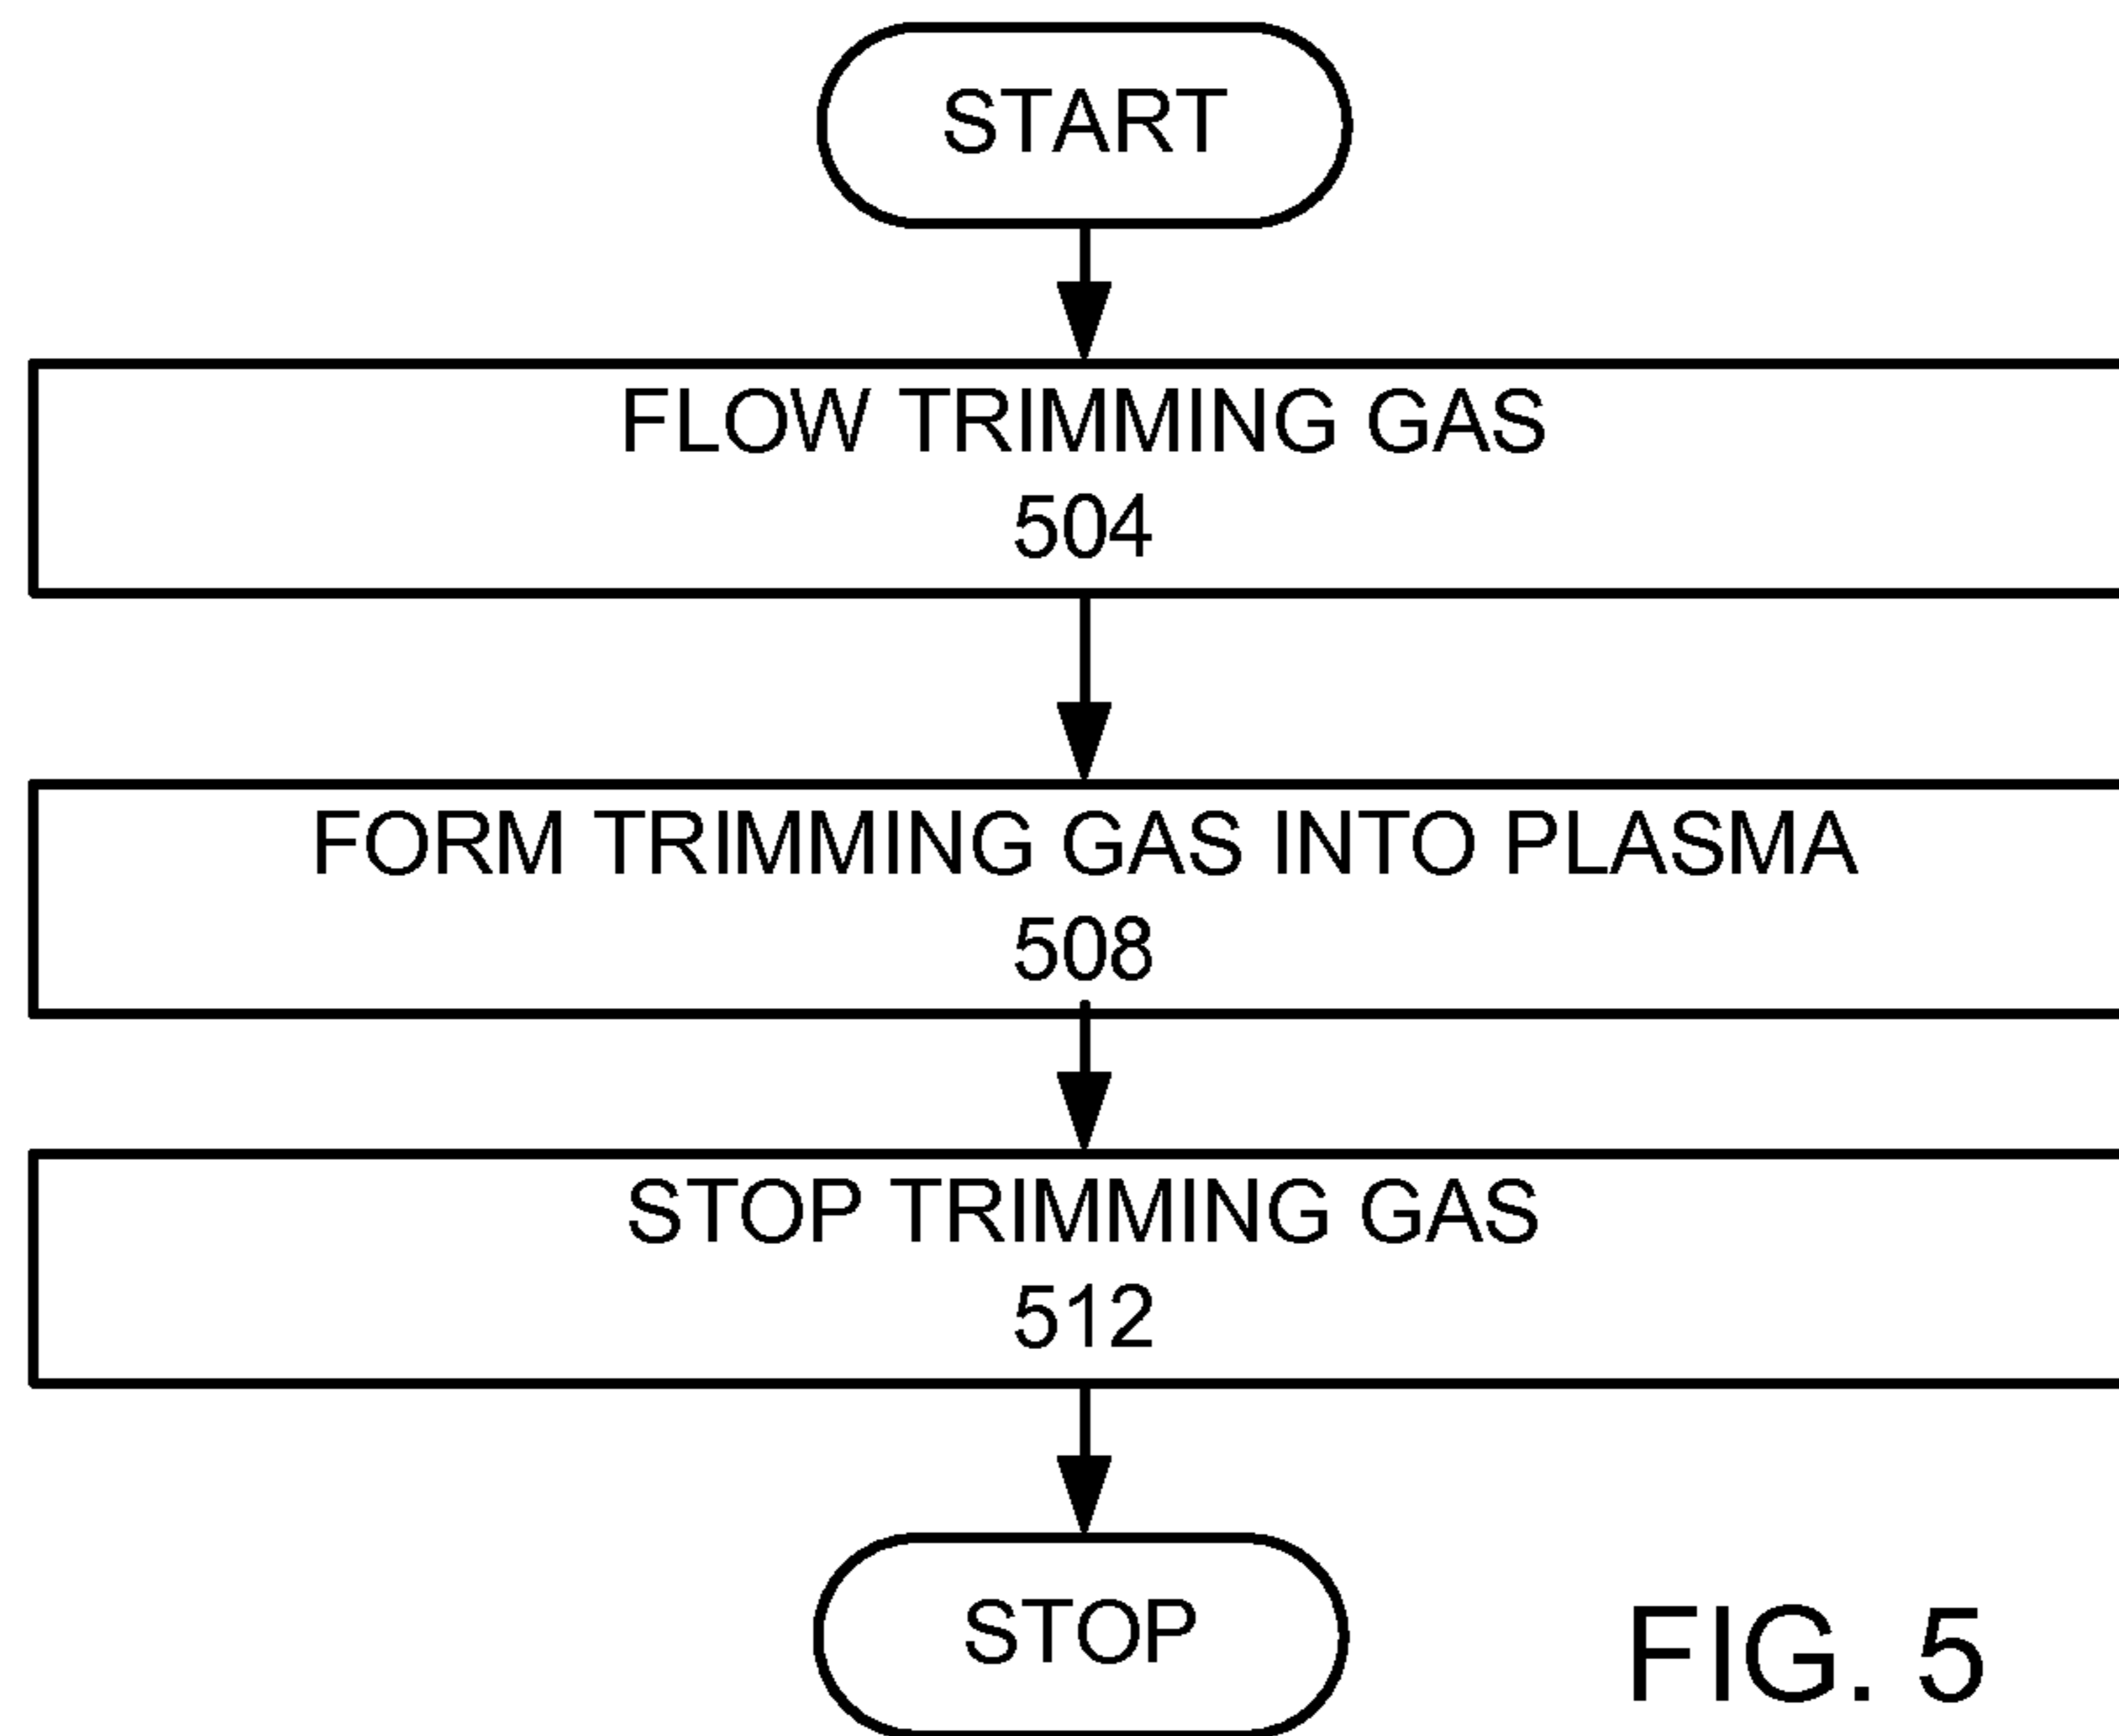 START
FLOW TRIMMING GAS
504
FORM TRIMMING GAS INTO PLASMA
508
STOP TRIMMING GAS
512
STOP
FIG. 5